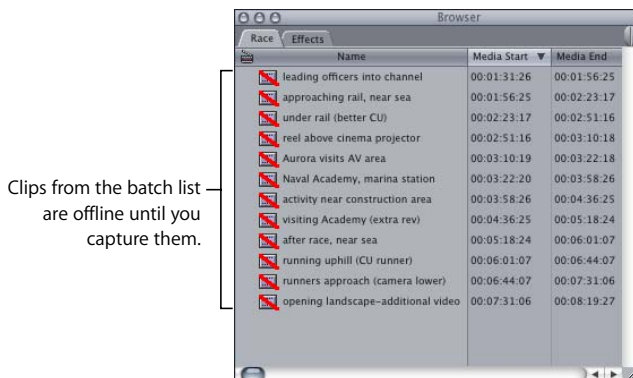 Browser
Race Effects
Name Media Start Media End
leading officers into channel 00:01:31:26 00:01:56:25
approaching rail, near sea 00:01:56:25 00:02:23:17
under rail (better CU) 00:02:23:17 00:02:51:16
reel above cinema projector 00:02:51:16 00:03:10:18
Aurora visits AV area 00:03:10:19 00:03:22:18
Naval Academy, marina station 00:03:22:20 00:03:58:26
activity near construction area 00:03:58:26 00:04:36:25
visiting Academy (extra rev) 00:04:36:25 00:05:18:24
after race, near sea 00:05:18:24 00:06:01:07
running uphill (CU runner) 00:06:01:07 00:06:44:07
runners approach (camera lower) 00:06:44:07 00:07:31:06
opening landscape-additional video 00:07:31:06 00:08:19:27
Clips from the batch list
are offline until you
capture them.